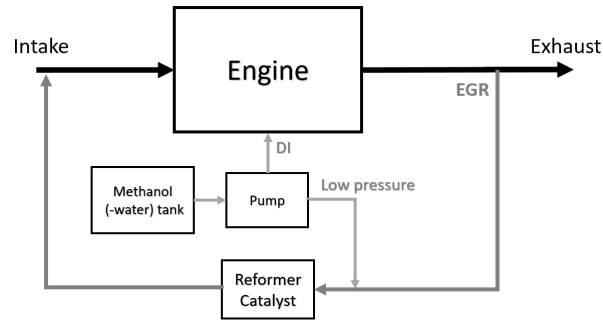 Intake
Engine
Exhaust
EGR
DI
Methanol
(-water) tank
Pump
Low pressure
Reformer
Catalyst